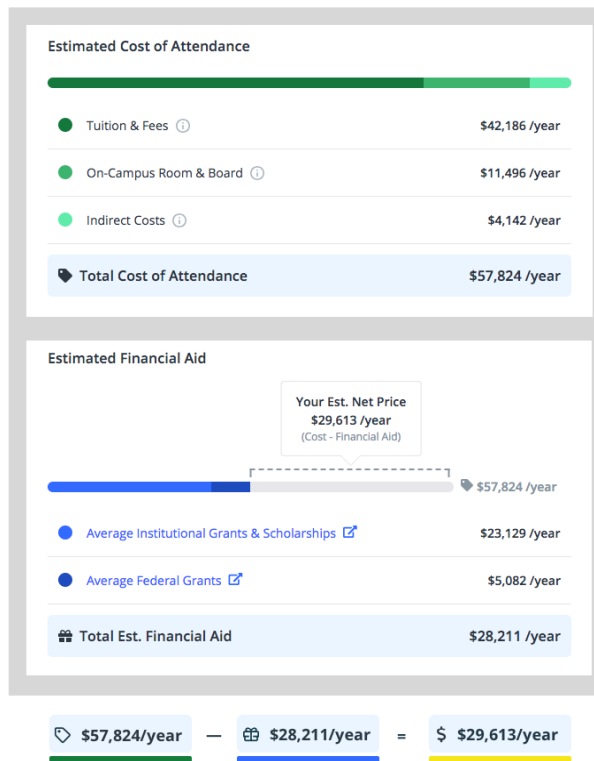 Estimated Cost of Attendance
Tuition & Fees $42,186 /year
On-Campus Room & Board $11,496 /year
Indirect Costs $4,142 /year
Total Cost of Attendance $57,824 /year
Estimated Financial Aid
Your Est. Net Price
$29,613 /year
(Cost - Financial Aid)
$57,824 /year
Average Institutional Grants & Scholarships $23,129 /year
Average Federal Grants $5,082 /year
Total Est. Financial Aid $28,211 /year
$57,824/year — $28,211/year = $ $29,613/year